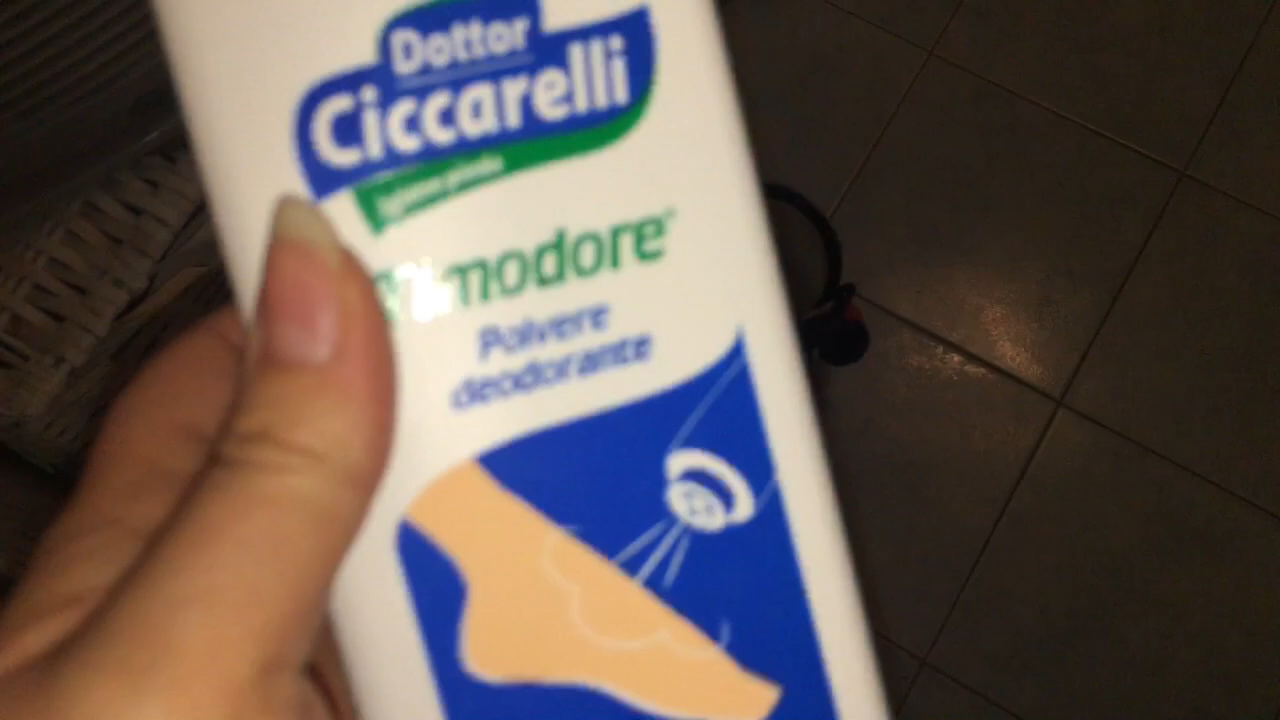 Dottor
Ciccarelli
modore®
Polvere
deodorante